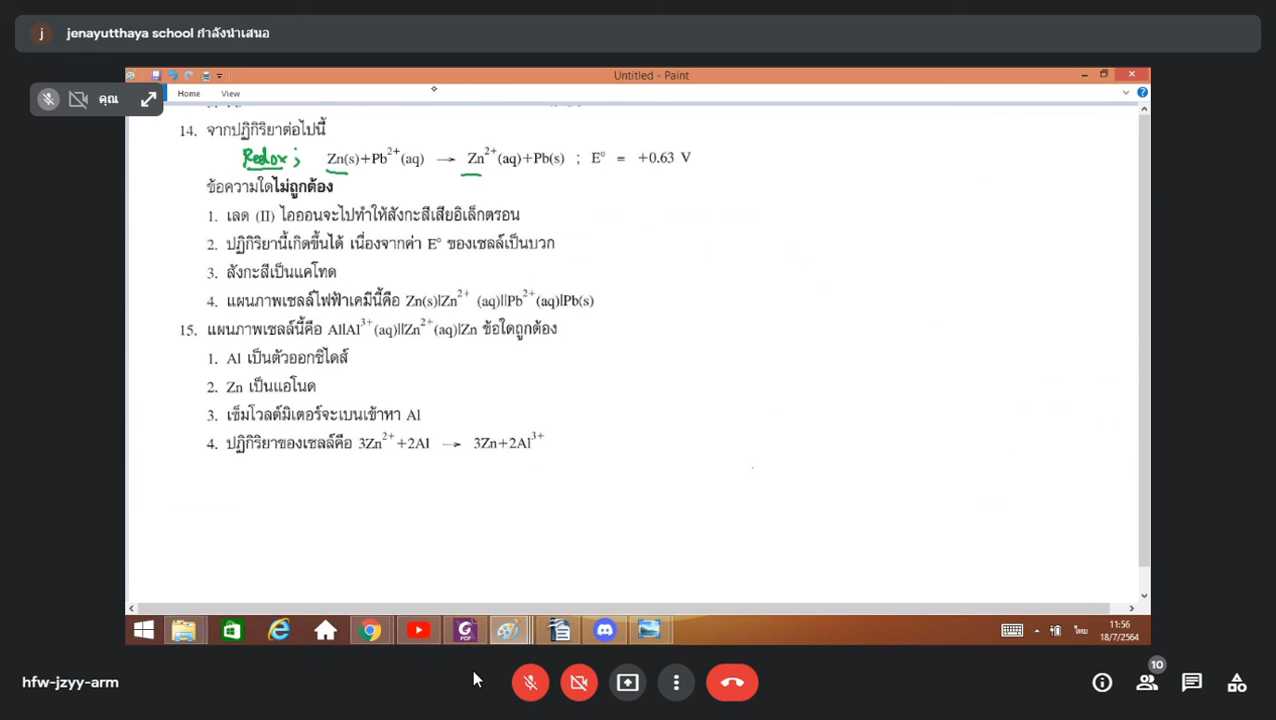 j jenayutthaya school กำลังนำเสนอ
Untitled - Paint
คุณ
Home View
14. จากปฏิกิริยาต่อไปนี้
Redox ; Zn(s)+Pb²⁺(aq) → Zn²⁺(aq)+Pb(s) ; E° = +0.63 V
ข้อความใดไม่ถูกต้อง
1. เลด (II) ไอออนจะไปทำให้สังกะสีเสียอิเล็กตรอน
2. ปฏิกิริยานี้เกิดขึ้นได้ เนื่องจากค่า E° ของเซลล์เป็นบวก
3. สังกะสีเป็นแคโทด
4. แผนภาพเซลล์ไฟฟ้าเคมีนี้คือ Zn(s)|Zn²⁺ (aq)||Pb²⁺(aq)|Pb(s)
15. แผนภาพเซลล์นี้คือ Al|Al³⁺(aq)||Zn²⁺(aq)|Zn ข้อใดถูกต้อง
1. Al เป็นตัวออกซิไดส์
2. Zn เป็นแอโนด
3. เข็มโวลต์มิเตอร์จะเบนเข้าหา Al
4. ปฏิกิริยาของเซลล์คือ 3Zn²⁺+2Al → 3Zn+2Al³⁺
PDF
ไทย
11:56
18/7/2564
hfw-jzyy-arm
10